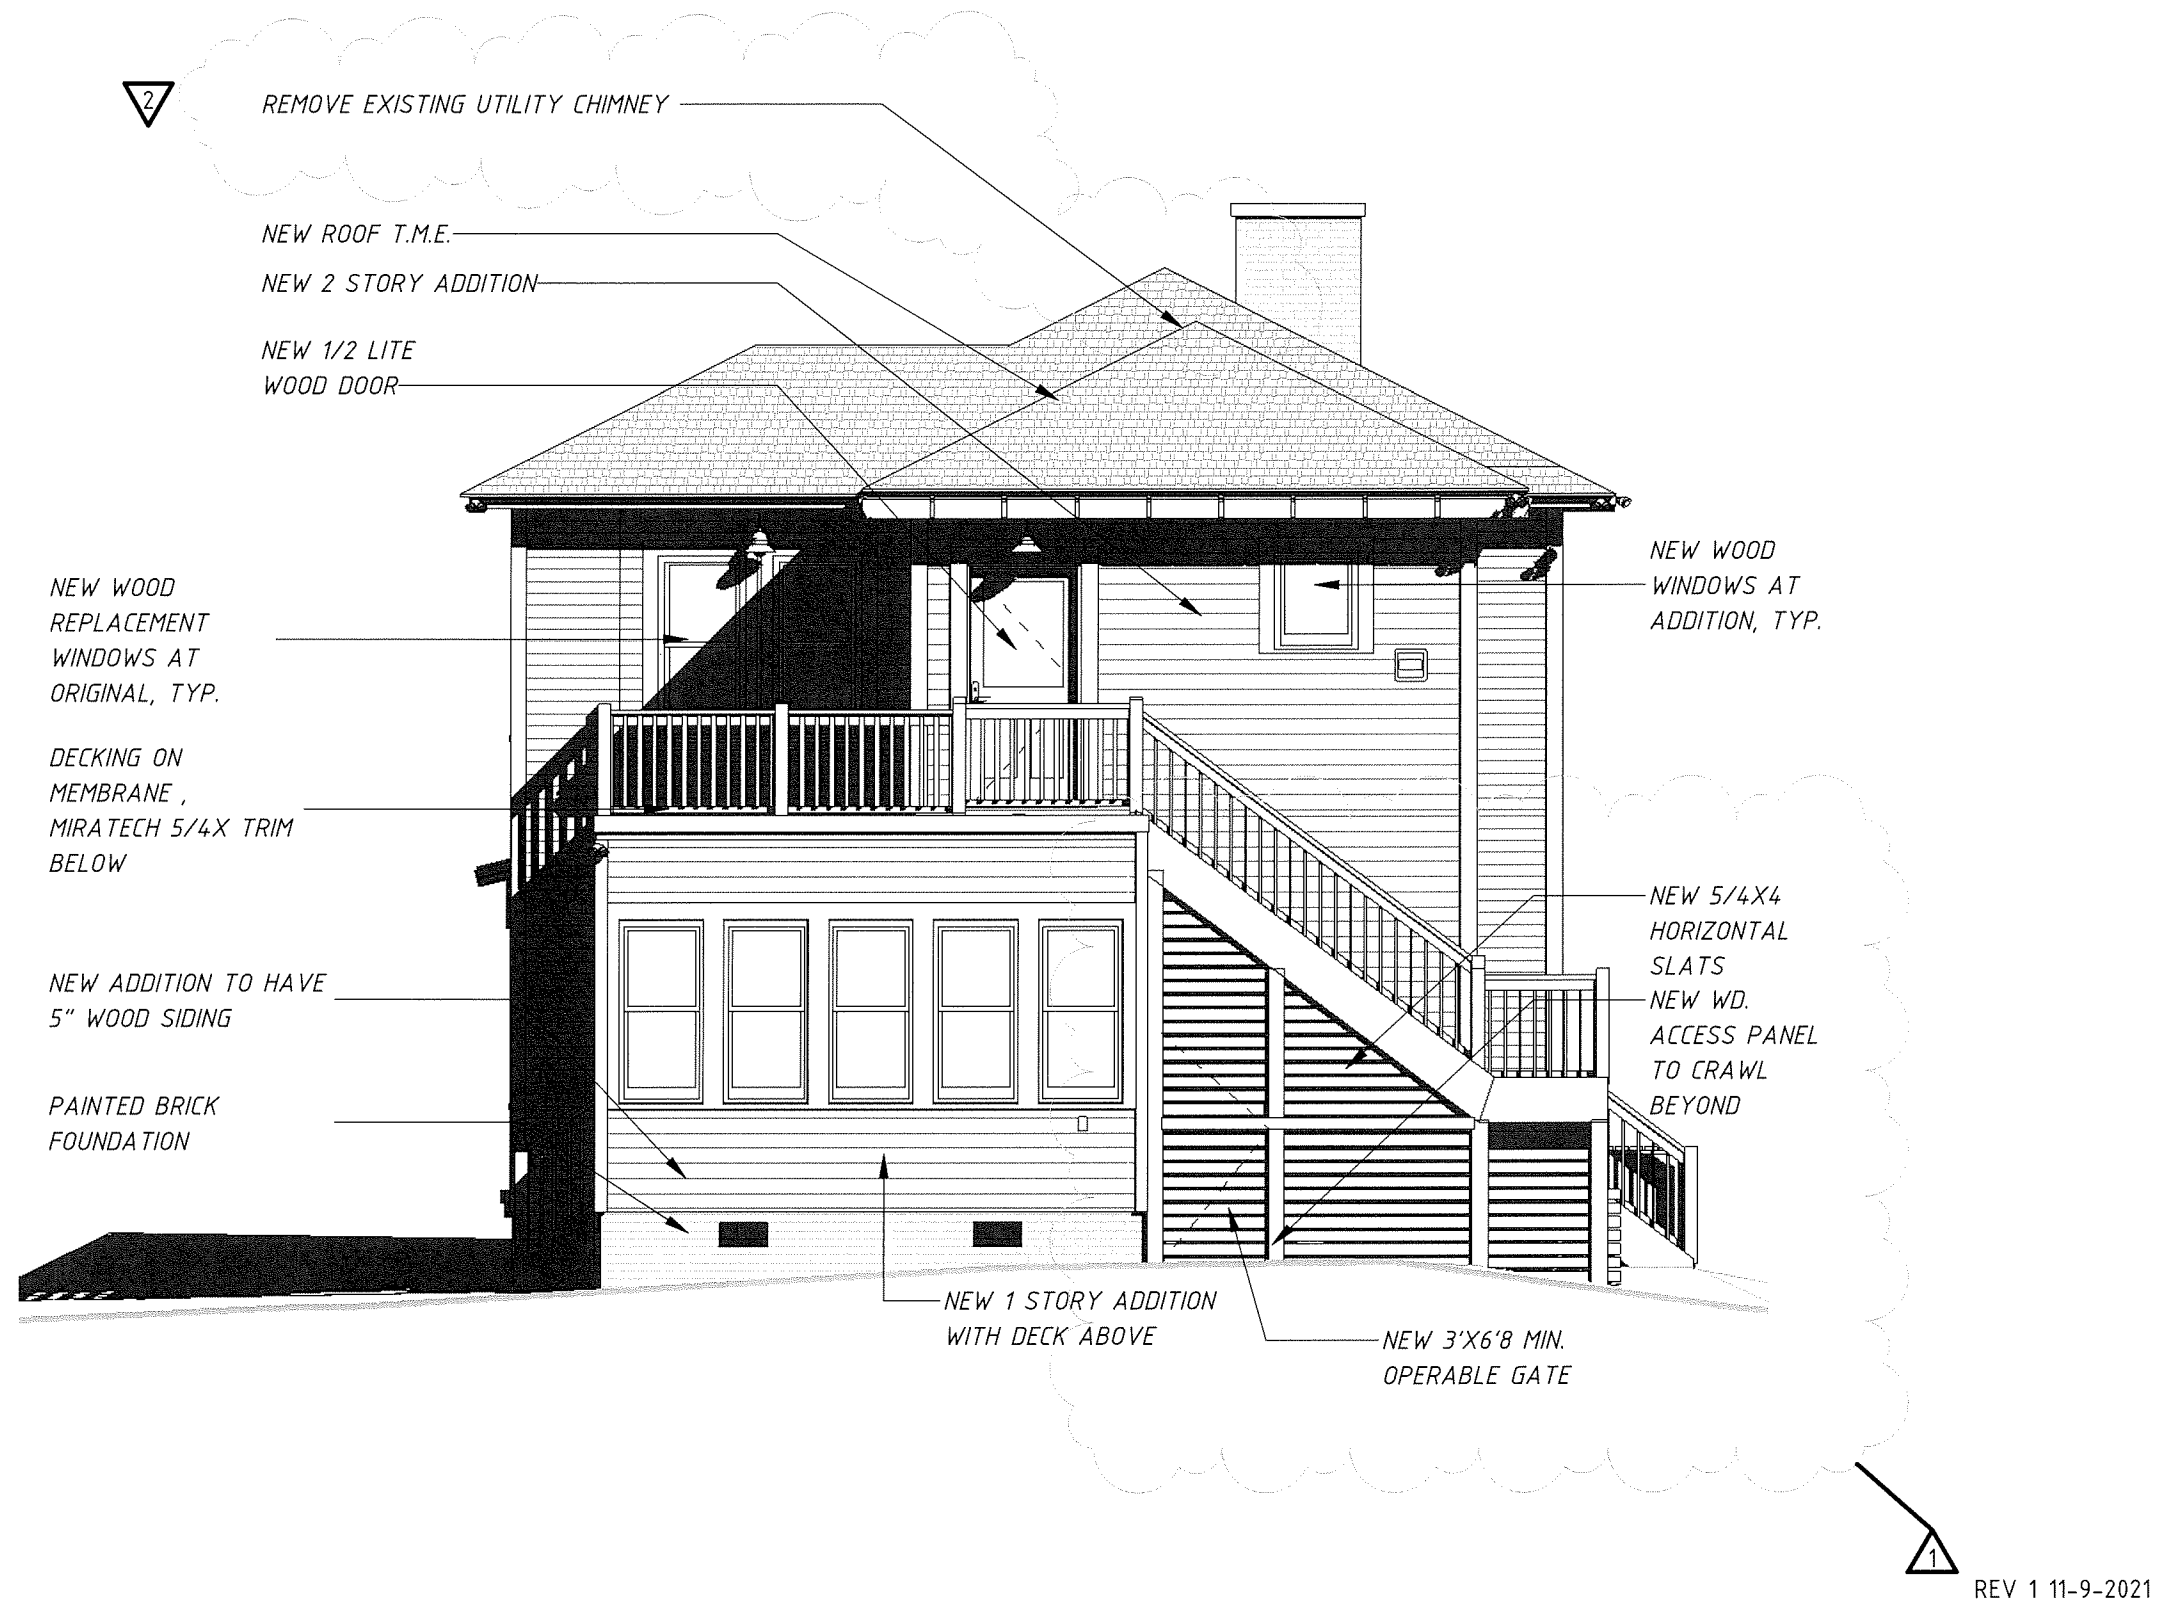 2
REMOVE EXISTING UTILITY CHIMNEY
NEW ROOF T.M.E.
NEW 2 STORY ADDITION
NEW 1/2 LITE
WOOD DOOR
NEW WOOD
REPLACEMENT
WINDOWS AT
ORIGINAL, TYP.
DECKING ON
MEMBRANE ,
MIRATECH 5/4X TRIM
BELOW
NEW ADDITION TO HAVE
5" WOOD SIDING
PAINTED BRICK
FOUNDATION
NEW WOOD
WINDOWS AT
ADDITION, TYP.
NEW 5/4X4
HORIZONTAL
SLATS
NEW WD.
ACCESS PANEL
TO CRAWL
BEYOND
NEW 1 STORY ADDITION
WITH DECK ABOVE
NEW 3'X6'8 MIN.
OPERABLE GATE
1
REV 1 11-9-2021